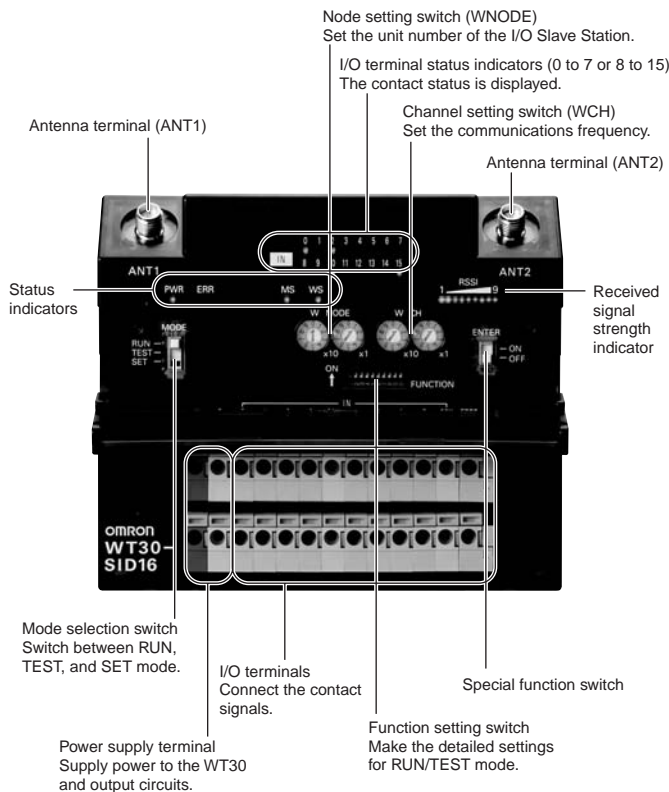 Node setting switch (WNODE)
Set the unit number of the I/O Slave Station.
I/O terminal status indicators (0 to 7 or 8 to 15)
The contact status is displayed.
Channel setting switch (WCH)
Set the communications frequency.
Antenna terminal (ANT1)
Antenna terminal (ANT2)
0 1 2 3 4 5 6 7
IN
8 9 10 11 12 13 14 15
ANT1
ANT2
RSSI
1 9
Status
indicators
PWR ERR MS WS
Received
signal
strength
indicator
MODE
RUN
TEST
SET
W NODE
W CH
x10 x1
x10 x1
ENTER
ON
OFF
ON
FUNCTION
IN
OMRON
WT30-
SID16
Mode selection switch
Switch between RUN,
TEST, and SET mode.
I/O terminals
Connect the contact
signals.
Special function switch
Function setting switch
Make the detailed settings
for RUN/TEST mode.
Power supply terminal
Supply power to the WT30
and output circuits.